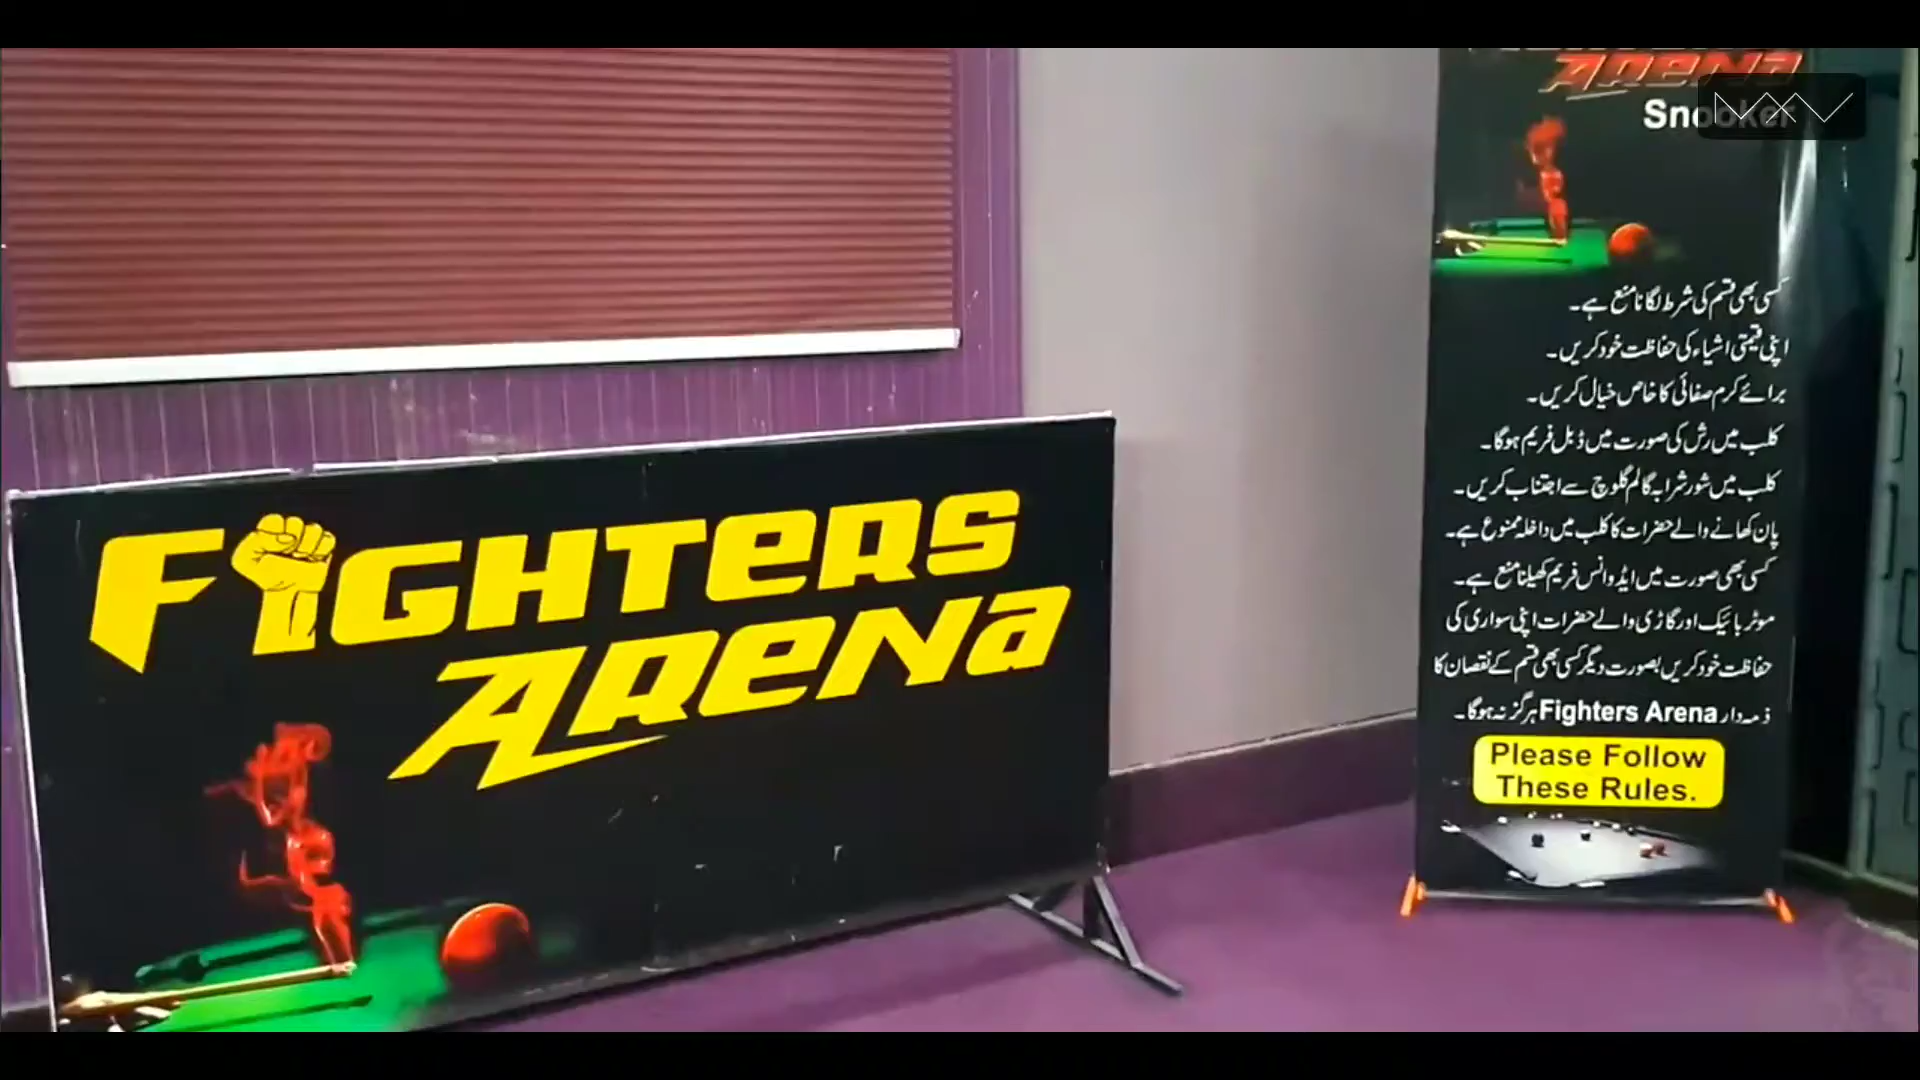 FIGHTERS
ARENA
ARENA
Snooker
کسی بھی قسم کی شرط لگانا منع ہے۔
اپنی قیمتی اشیاء کی حفاظت خود کریں۔
برائے کرم صفائی کا خاص خیال کریں۔
کلب میں رش کی صورت میں ڈبل فریم ہوگا۔
کلب میں شور شرابہ گالم گلوچ سے اجتناب کریں۔
پان کھانے والے حضرات کا کلب میں داخلہ ممنوع ہے۔
کسی بھی صورت میں ایڈوانس فریم کھیلنا منع ہے۔
موٹر بائیک اور گاڑی والے حضرات اپنی سواری کی
حفاظت خود کریں بصورت دیگر کسی بھی قسم کے نقصان کا
ذمہ دار Fighters Arena ہرگز نہ ہوگا۔
Please Follow
These Rules.